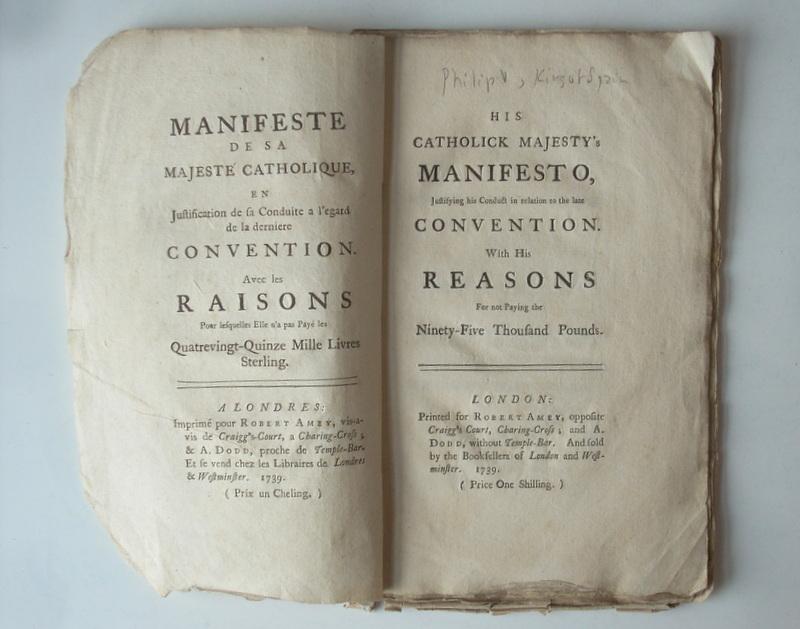 MANIFESTE
DE SA
MAJESTÉ CATHOLIQUE,
EN
Juſtification de ſa Conduite a l'egard
de la derniere
CONVENTION.
Avec les
RAISONS
Pour leſquelles Elle n'a pas Payé les
Quatrevingt-Quinze Mille Livres
Sterling.
A LONDRES:
Imprimé pour ROBERT AMEY, vis-a-
vis de Craigg's-Court, a Charing-Croſs;
& A. DODD, proche de Temple-Bar.
Et ſe vend chez les Libraires de Londres
& Weſtminſter. 1739.
( Prix un Cheling. )
Philip V, King of Spain
HIS
CATHOLICK MAJESTY's
MANIFESTO,
Juſtifying his Conduct in relation to the late
CONVENTION.
With His
REASONS
For not Paying the
Ninety-Five Thouſand Pounds.
LONDON:
Printed for ROBERT AMEY, oppoſite
Craigg's Court, Charing-Croſs; and A.
DODD, without Temple-Bar. And ſold
by the Bookſellers of London and Weſt-
minſter. 1739.
( Price One Shilling. )